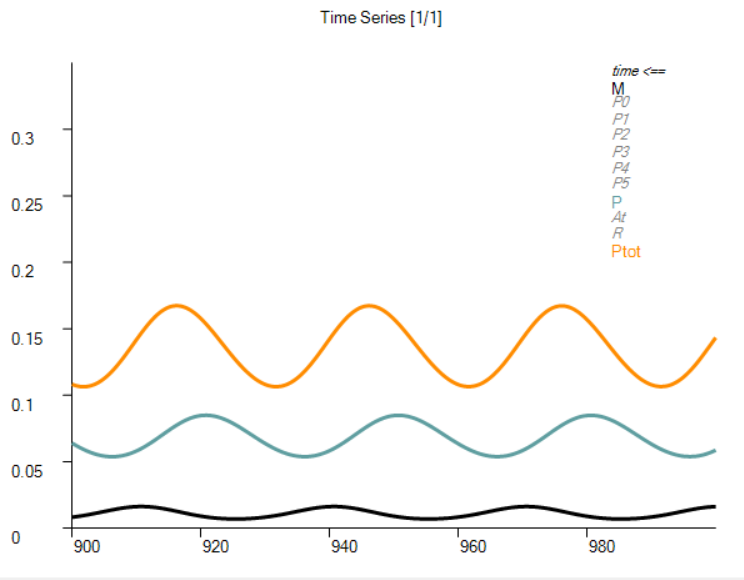 Time Series [1/1]
time <==
M
P0
P1
P2
P3
P4
P5
P
At
R
Ptot
0.3
0.25
0.2
0.15
0.1
0.05
0
900 920 940 960 980